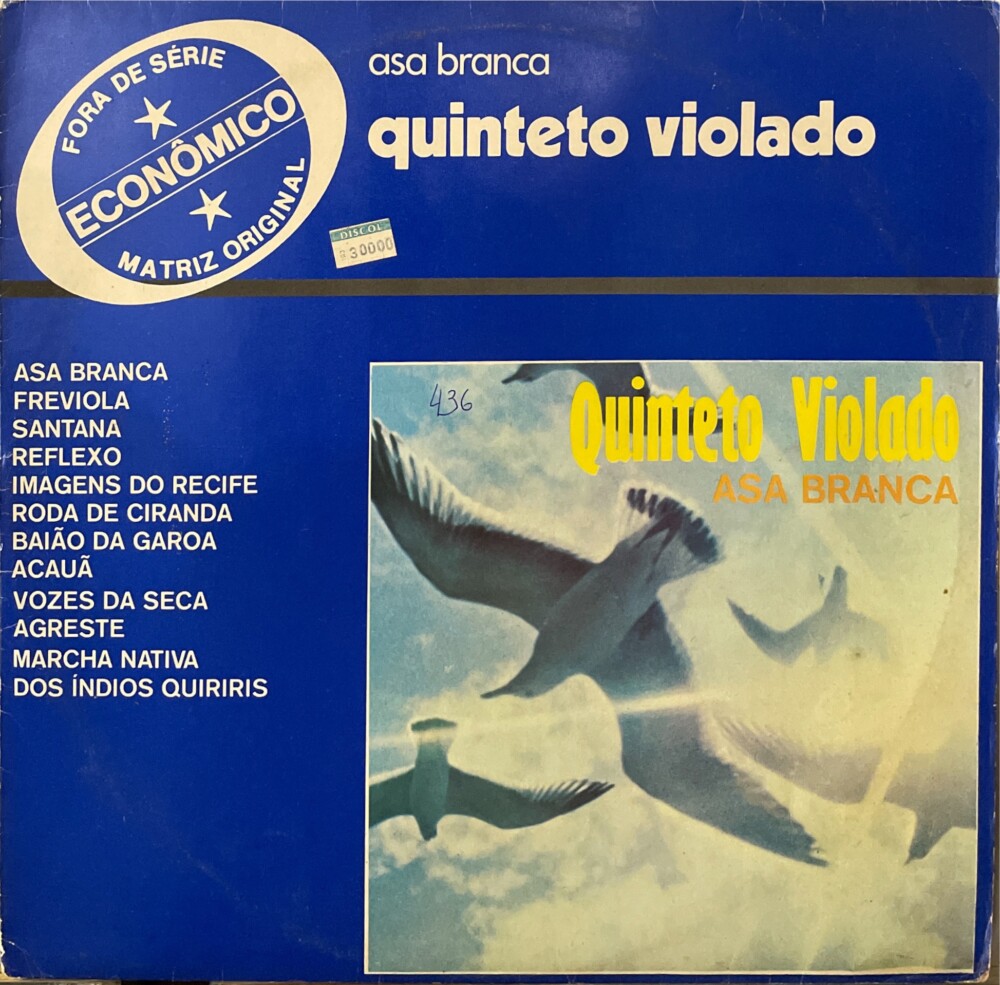 FORA DE SÉRIE
ECONÔMICO
MATRIZ ORIGINAL
asa branca
quinteto violado
DISCOL
30000
ASA BRANCA
FREVIOLA
SANTANA
REFLEXO
IMAGENS DO RECIFE
RODA DE CIRANDA
BAIÃO DA GAROA
ACAUÃ
VOZES DA SECA
AGRESTE
MARCHA NATIVA
DOS ÍNDIOS QUIRIRIS
436
Quinteto Violado
ASA BRANCA